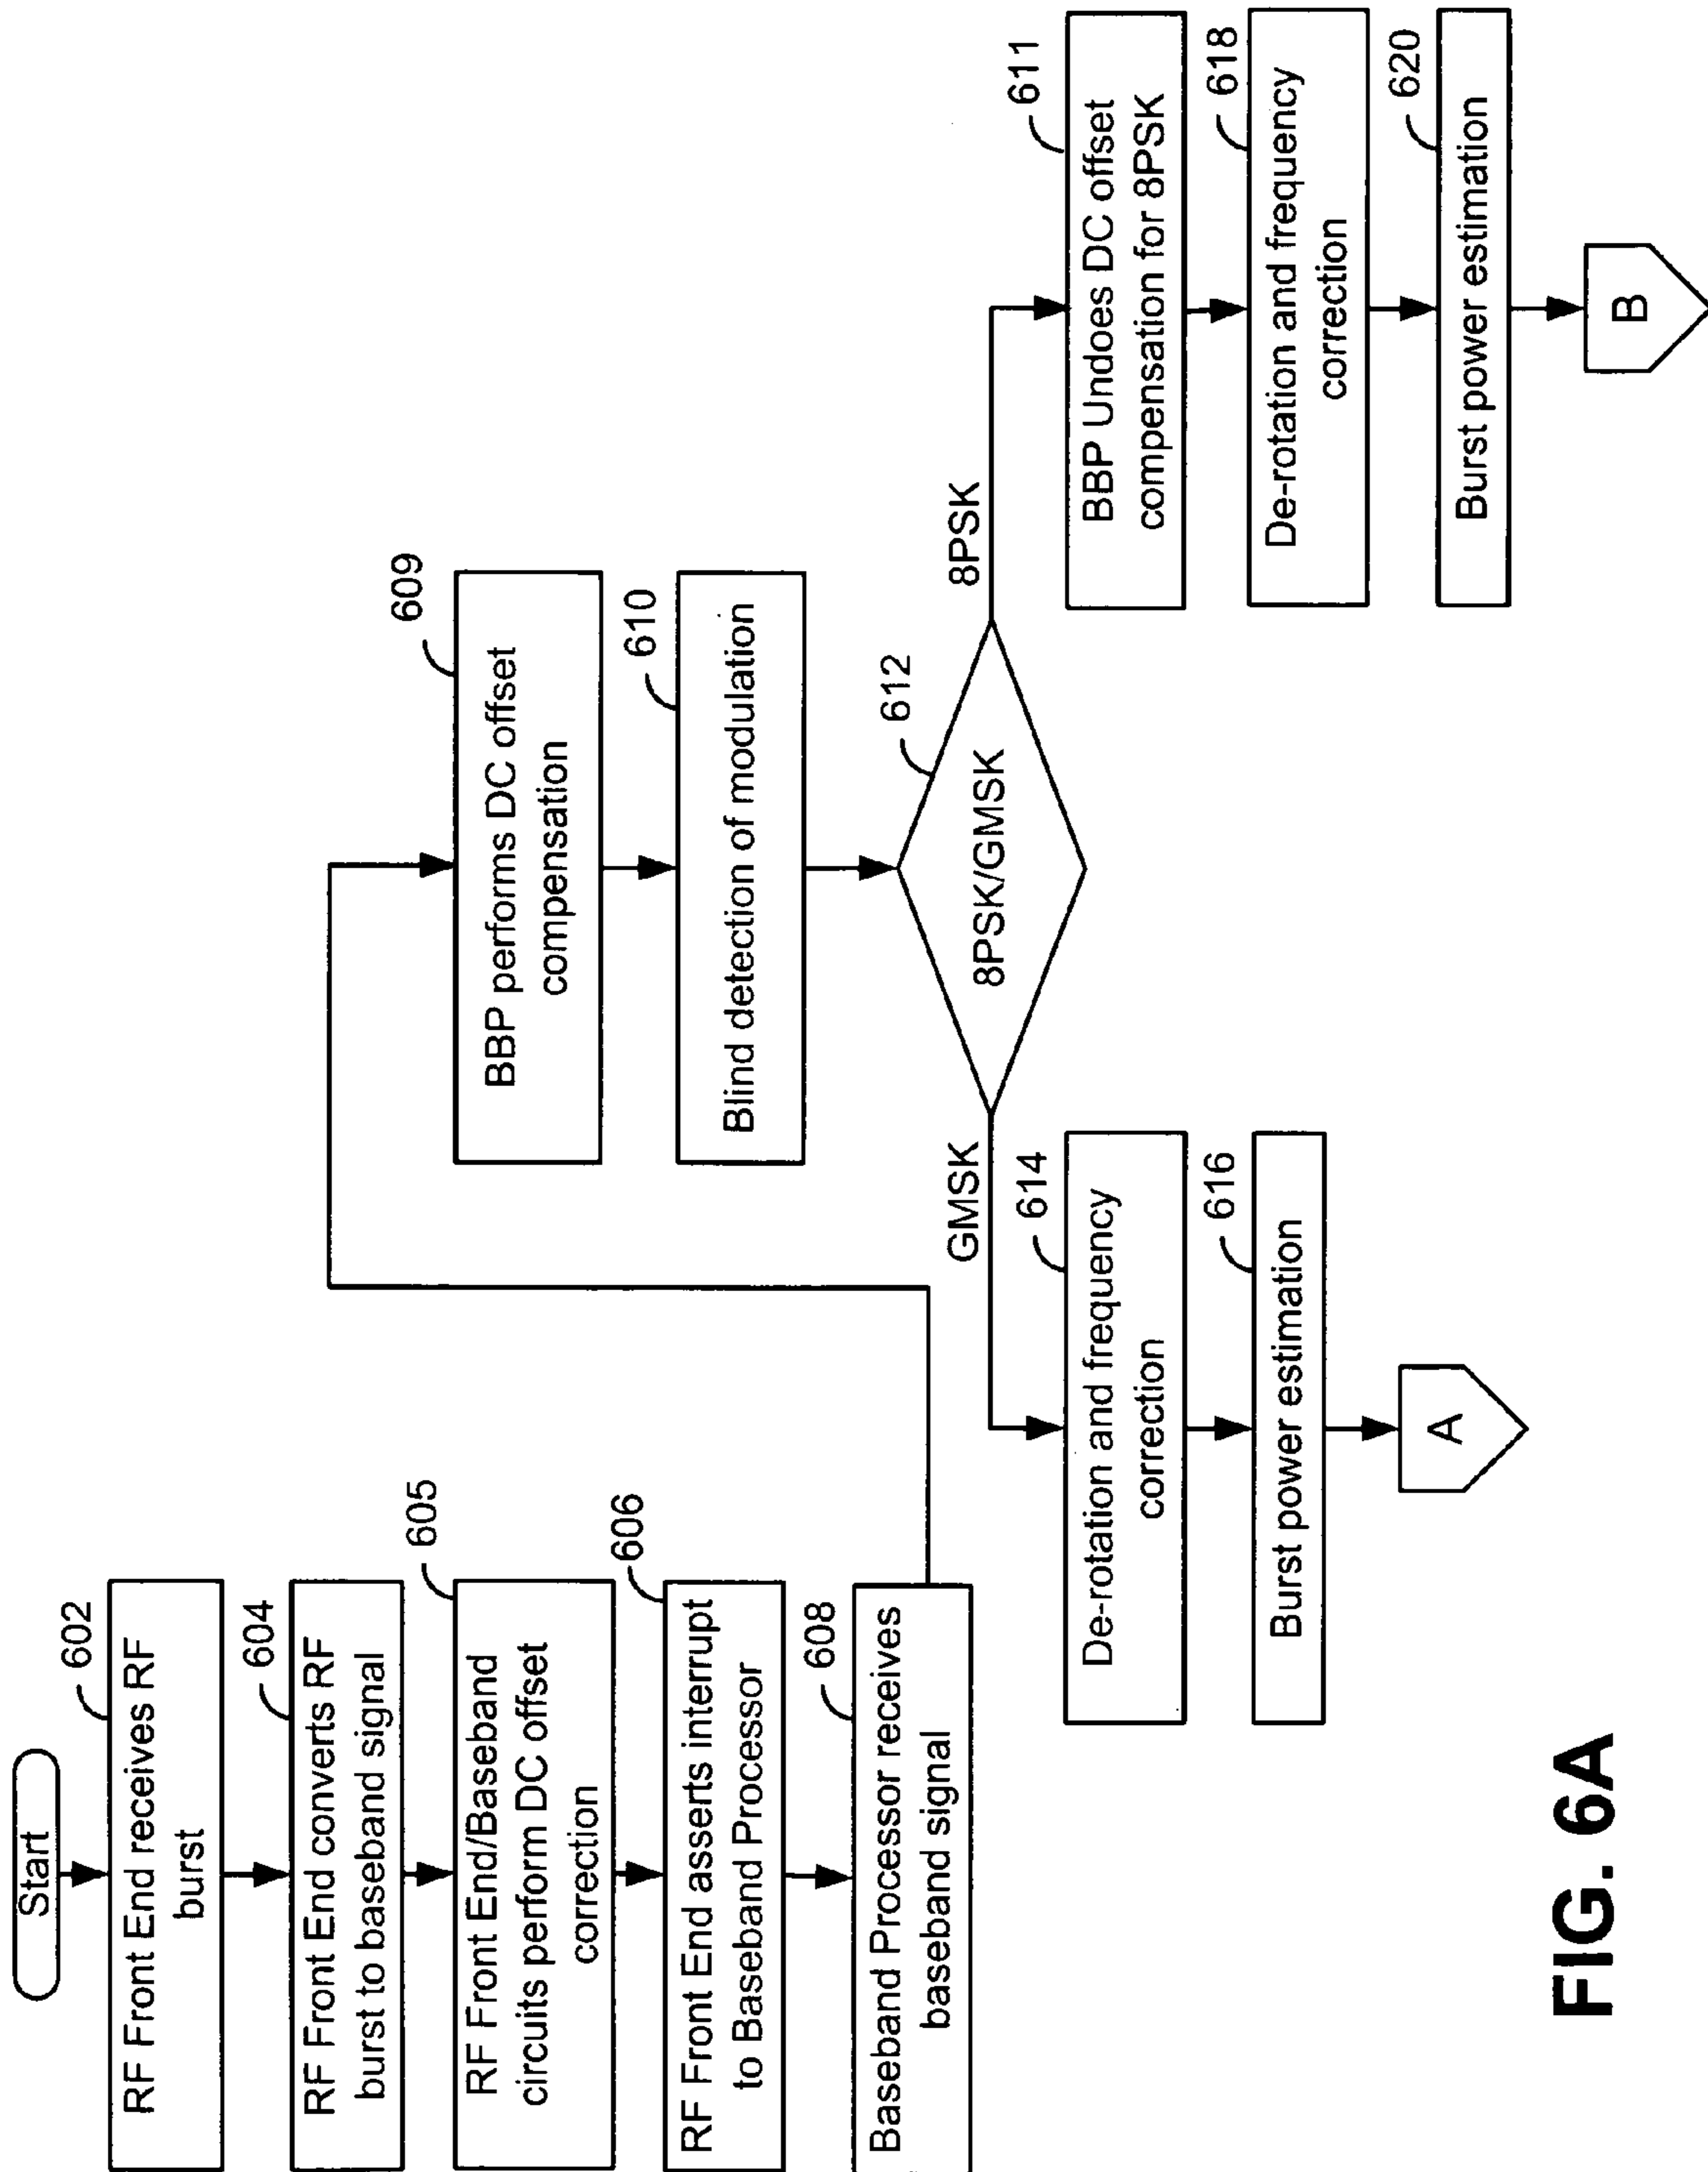 Start
602
RF Front End receives RF
burst
604
RF Front End converts RF
burst to baseband signal
605
RF Front End/Baseband
circuits perform DC offset
correction
606
RF Front End asserts interrupt
to Baseband Processor
608
Baseband Processor receives
baseband signal
609
BBP performs DC offset
compensation
610
Blind detection of modulation
612
8PSK/GMSK
GMSK
8PSK
614
De-rotation and frequency
correction
616
Burst power estimation
A
611
BBP Undoes DC offset
compensation for 8PSK
618
De-rotation and frequency
correction
620
Burst power estimation
B
FIG. 6A